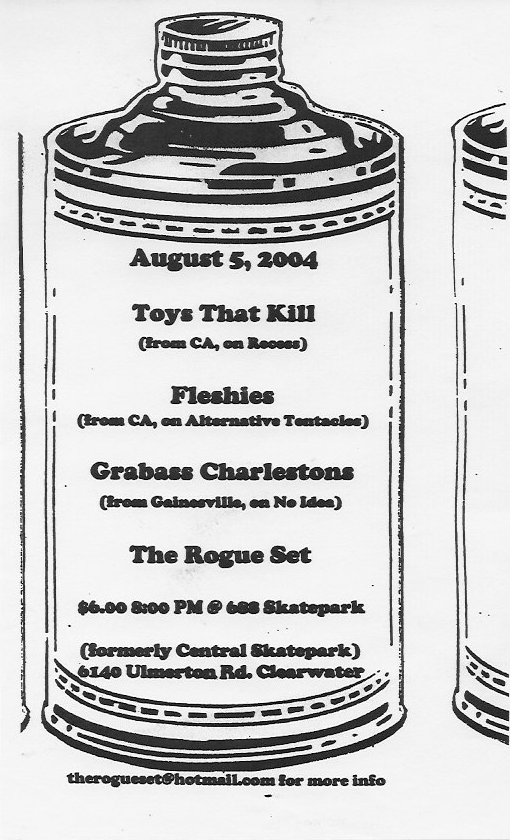 August 5, 2004
Toys That Kill
(from CA, on Recess)
Fleshies
(from CA, on Alternative Tentacles)
Grabass Charlestons
(from Gainesville, on No Idea)
The Rogue Set
$6.00 8:00 PM @ 688 Skatepark
(formerly Central Skatepark)
6140 Ulmerton Rd. Clearwater
therogueset@hotmail.com for more info